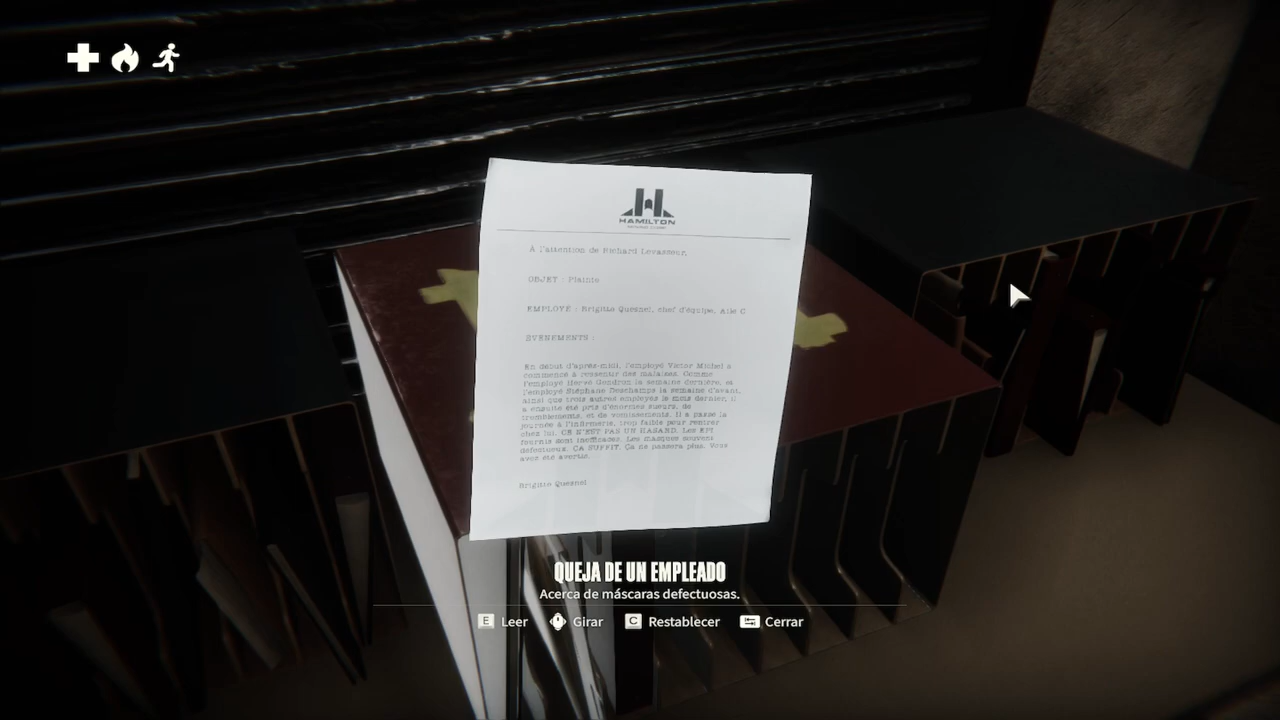 HAMILTON
À l'attention de Richard Levasseur,
OBJET : Plainte
EMPLOYÉ : Brigitte Quesnel, chef d'équipe, Aile C
ÉVÉNEMENTS :
En début d'après-midi, l'employé Victor Michel a
commencé à ressentir des malaises. Comme
l'employé Hervé Gendron la semaine dernière, et
l'employé Stéphane Deschamps la semaine d'avant,
ainsi que trois autres employés le mois dernier, il
a ensuite été pris d'énormes sueurs, de
tremblements, et de vomissements. Il a passé la
journée à l'infirmerie, trop faible pour rentrer
chez lui. CE N'EST PAS UN HASARD. Les EPI
fournis sont inefficaces. Les masques souvent
défectueux. ÇA SUFFIT. Ça ne passera plus. Vous
avez été avertis.
Brigitte Quesnel
QUEJA DE UN EMPLEADO
Acerca de máscaras defectuosas.
E Leer Girar C Restablecer Cerrar